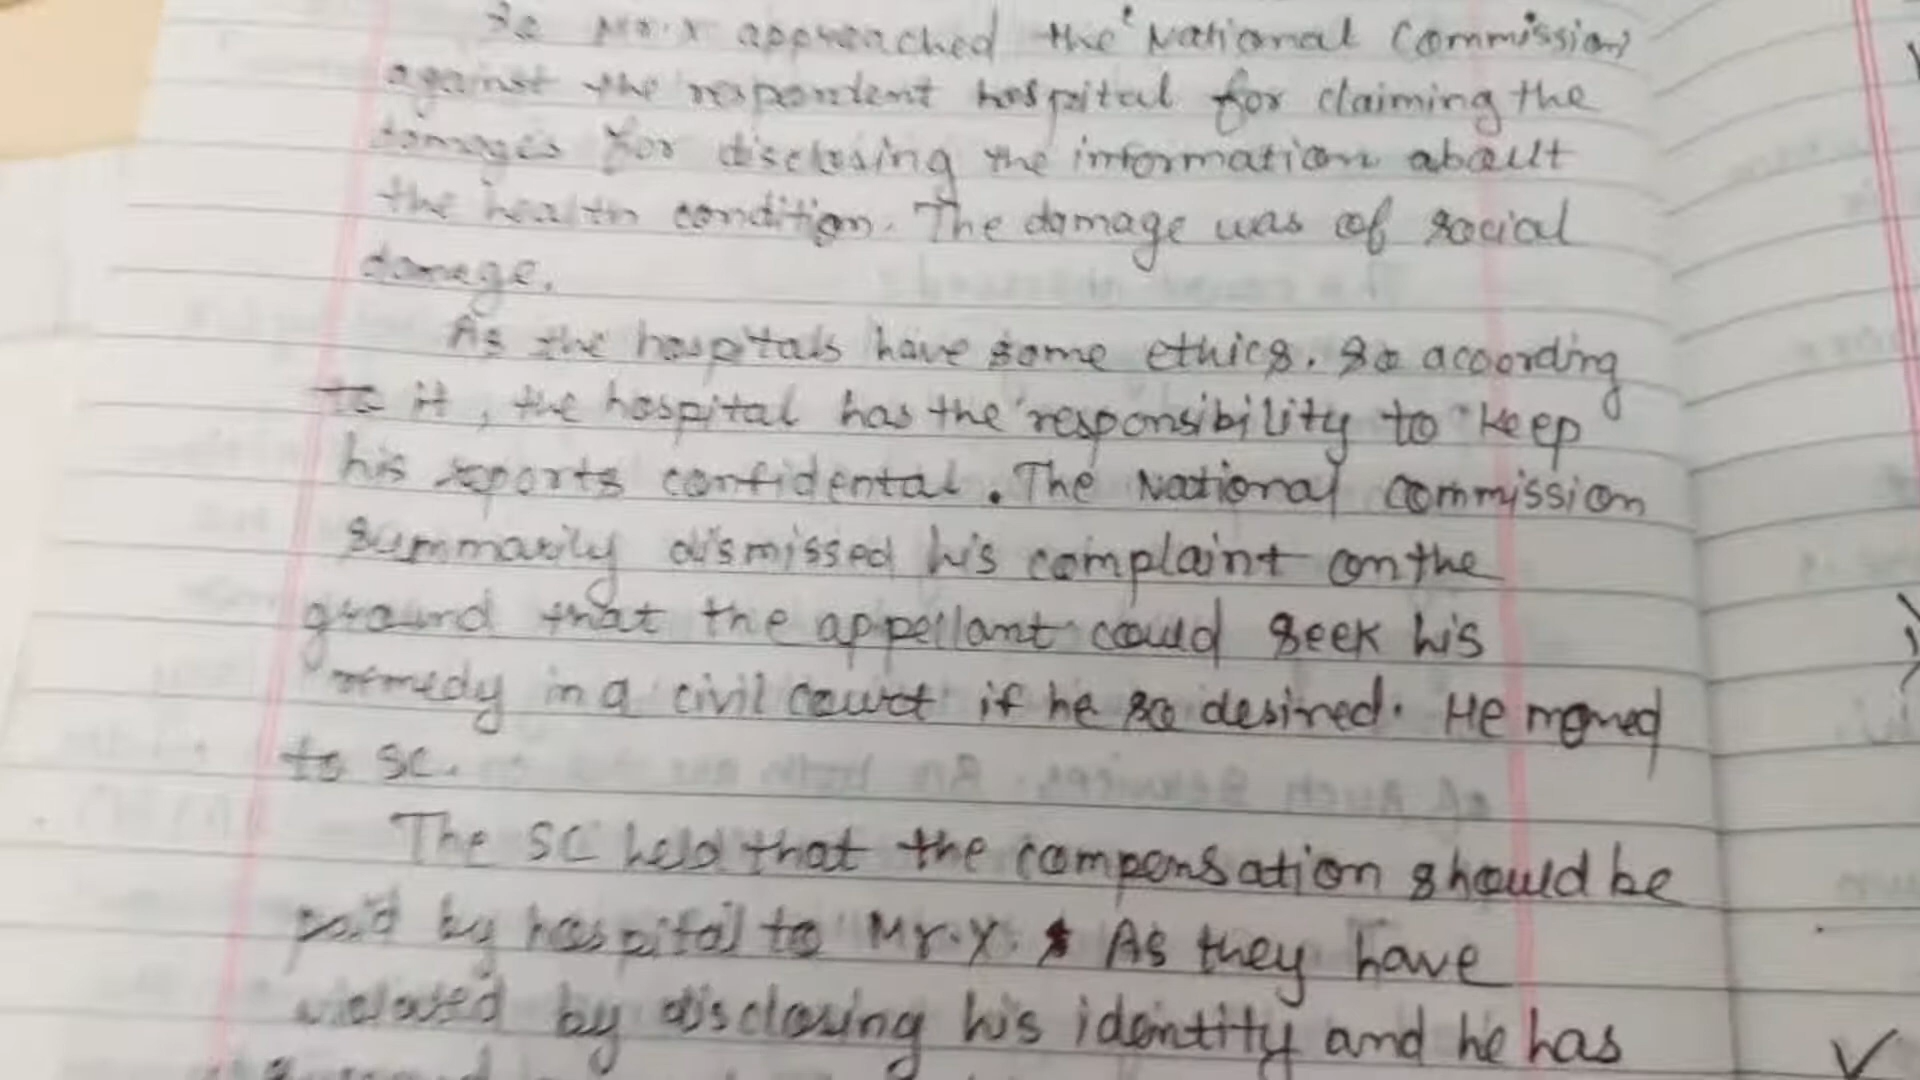 So Mr. X approached the National Commission
against the respondent hospital for claiming the
damages for disclosing the information about
the health condition. The damage was of social
damage.
As the hospitals have some ethics. So according
to it, the hospital has the responsibility to keep
his reports confidental. The National commission
summarily dismissed his complaint on the
ground that the appellant could seek his
remedy in a civil court if he so desired. He moved
to SC.
The SC held that the compensation should be
paid by hospital to Mr. X. As they have
violated by disclosing his identity and he has